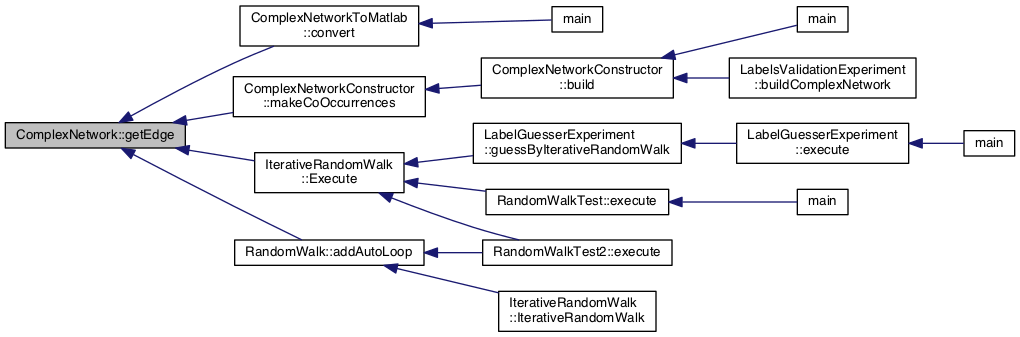 ComplexNetwork::getEdge
ComplexNetworkToMatlab
::convert
main
ComplexNetworkConstructor
::makeCoOccurrences
ComplexNetworkConstructor
::build
main
LabelsValidationExperiment
::buildComplexNetwork
IterativeRandomWalk
::Execute
LabelGuesserExperiment
::guessByIterativeRandomWalk
LabelGuesserExperiment
::execute
main
RandomWalkTest::execute
main
RandomWalk::addAutoLoop
RandomWalkTest2::execute
IterativeRandomWalk
::IterativeRandomWalk